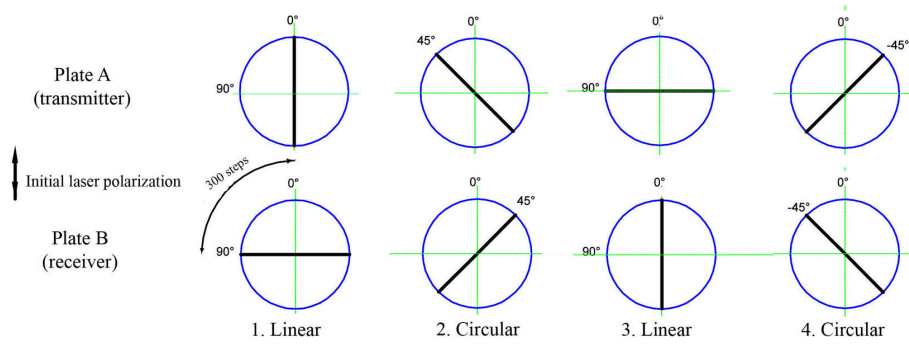 0°
0°
0°
0°
45°
-45°
Plate A
(transmitter)
90°
90°
Initial laser polarization
300 steps
0°
0°
0°
0°
45°
-45°
Plate B
(receiver)
90°
90°
1. Linear
2. Circular
3. Linear
4. Circular